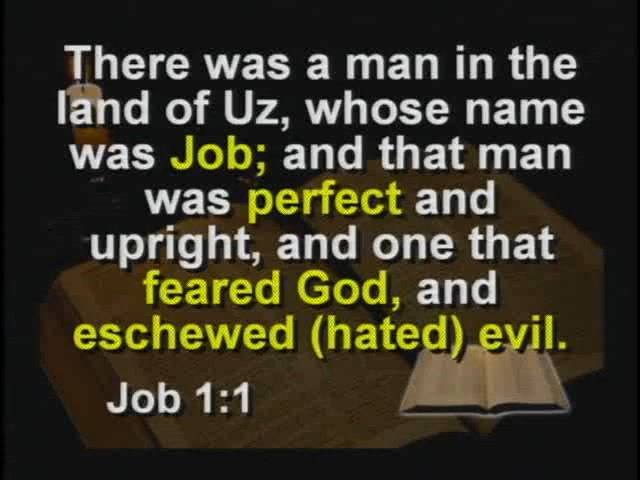 There was a man in the
land of Uz, whose name
was Job; and that man
was perfect and
upright, and one that
feared God, and
eschewed (hated) evil.
Job 1:1